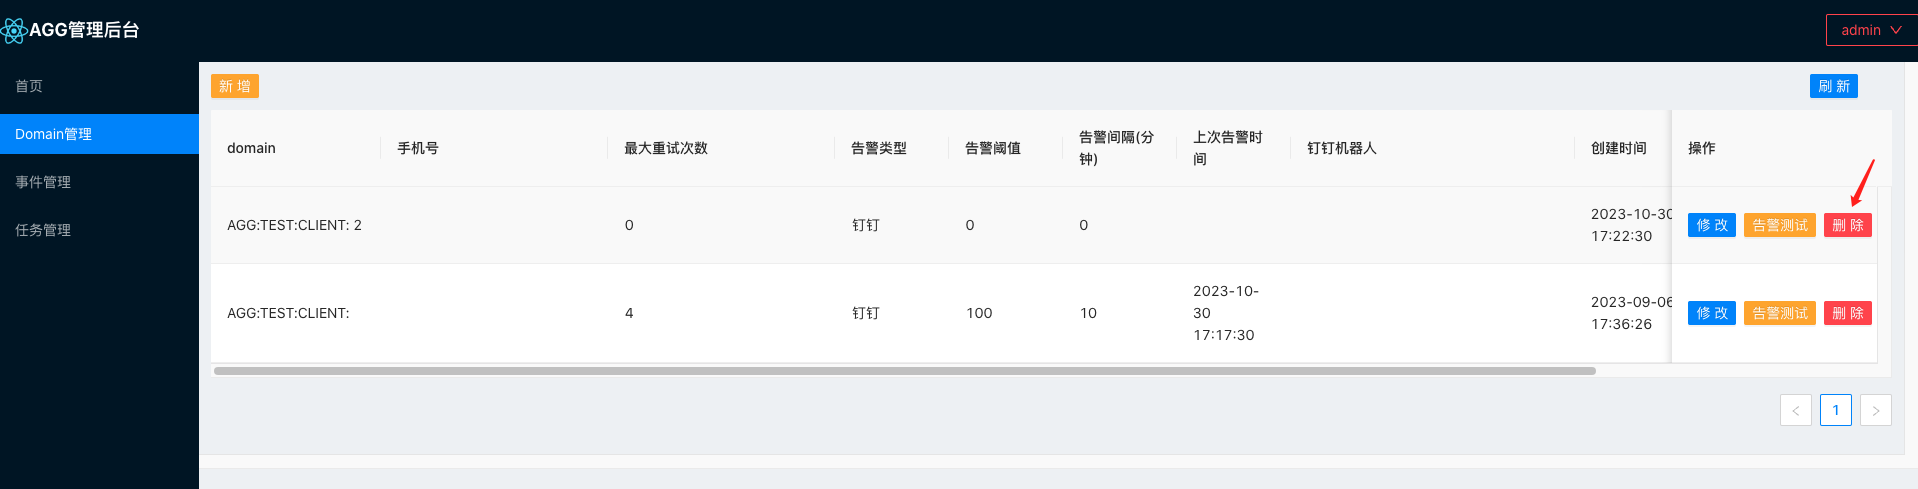 AGG管理后台
admin
首页
Domain管理
事件管理
任务管理
新 增
刷 新
domain
手机号
最大重试次数
告警类型
告警阈值
告警间隔(分
钟)
上次告警时
间
钉钉机器人
创建时间
操作
AGG:TEST:CLIENT: 2
0
钉钉
0
0
2023-10-30
17:22:30
修 改
告警测试
删 除
AGG:TEST:CLIENT:
4
钉钉
100
10
2023-10-
30
17:17:30
2023-09-06
17:36:26
修 改
告警测试
删 除
1